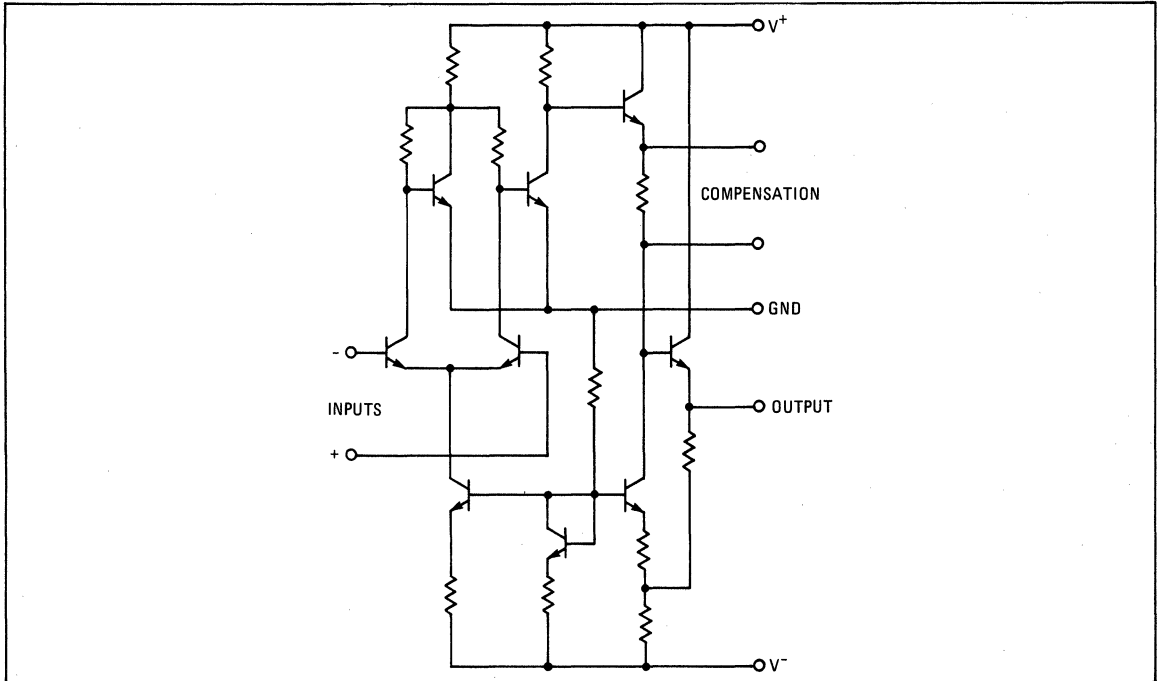 V+
COMPENSATION
GND
-
INPUTS
OUTPUT
+
V-